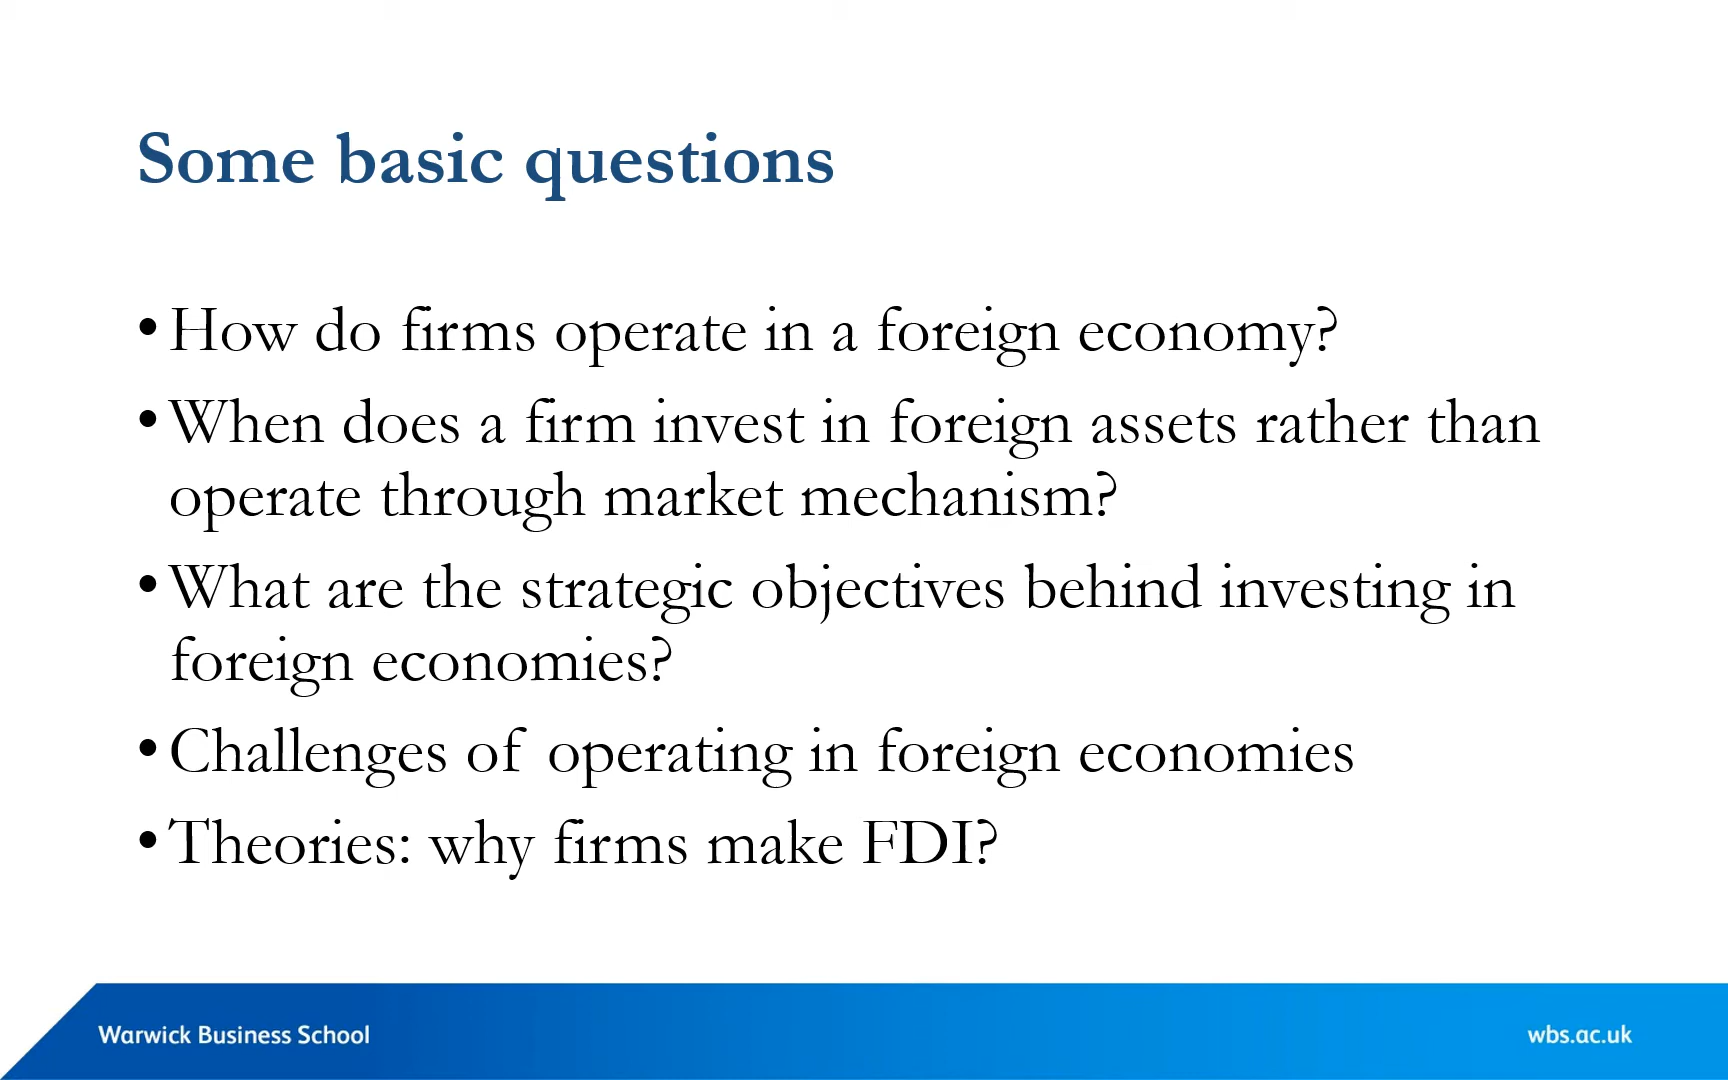 Some basic questions
• How do firms operate in a foreign economy?
• When does a firm invest in foreign assets rather than
operate through market mechanism?
• What are the strategic objectives behind investing in
foreign economies?
• Challenges of operating in foreign economies
• Theories: why firms make FDI?
Warwick Business School
wbs.ac.uk